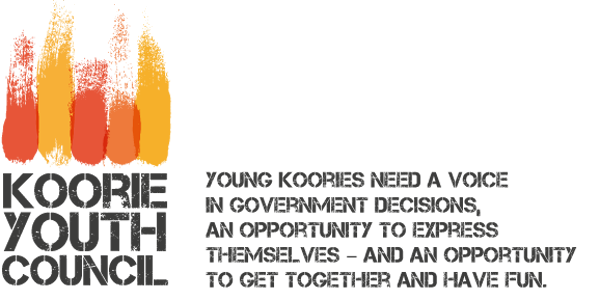 KOORIE
YOUTH
COUNCIL
YOUNG KOORIES NEED A VOICE
IN GOVERNMENT DECISIONS,
AN OPPORTUNITY TO EXPRESS
THEMSELVES – AND AN OPPORTUNITY
TO GET TOGETHER AND HAVE FUN.